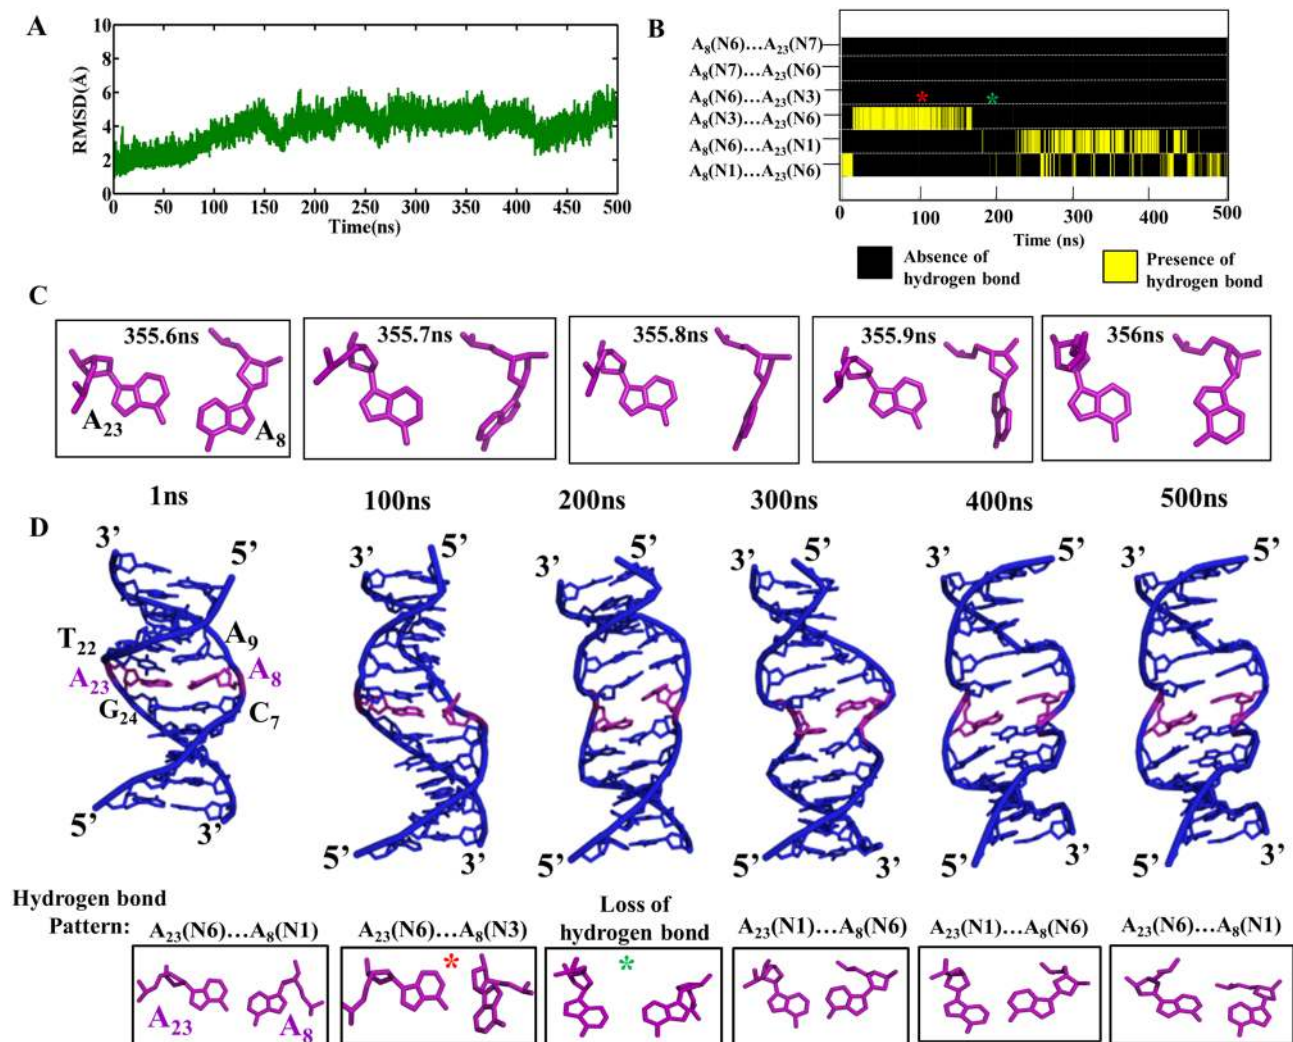 A
10
8
6
4
2
0
RMSD(Å)
0 50 100 150 200 250 300 350 400 450 500
Time(ns)
B
A8(N6)...A23(N7)
A8(N7)...A23(N6)
A8(N6)...A23(N3)
A8(N3)...A23(N6)
A8(N6)...A23(N1)
A8(N1)...A23(N6)
* *
0 100 200 300 400 500
Time (ns)
Absence of
hydrogen bond
Presence of
hydrogen bond
C
355.6ns 355.7ns 355.8ns 355.9ns 356ns
A23 A8
1ns 100ns 200ns 300ns 400ns 500ns
D
3’ 5’ 3’ 5’ 3’ 5’ 3’ 5’ 3’ 5’ 3’ 5’
T22 A9
A23 A8
G24 C7
5’ 3’ 5’ 3’ 5’ 3’ 5’ 3’ 5’ 3’ 5’ 3’
Hydrogen bond
Pattern:
A23(N6)...A8(N1)
A23(N6)...A8(N3)
Loss of
hydrogen bond
A23(N1)...A8(N6)
A23(N1)...A8(N6)
A23(N6)...A8(N1)
* *
A23 A8